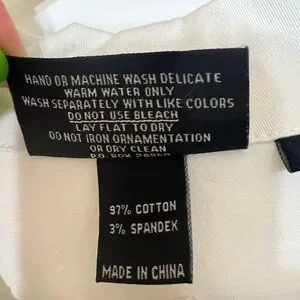 HAND OR MACHINE WASH DELICATE
WARM WATER ONLY
WASH SEPARATELY WITH LIKE COLORS
DO NOT USE BLEACH
LAY FLAT TO DRY
DO NOT IRON ORNAMENTATION
OR DRY CLEAN
P.O. BOX
97% COTTON
3% SPANDEX
MADE IN CHINA